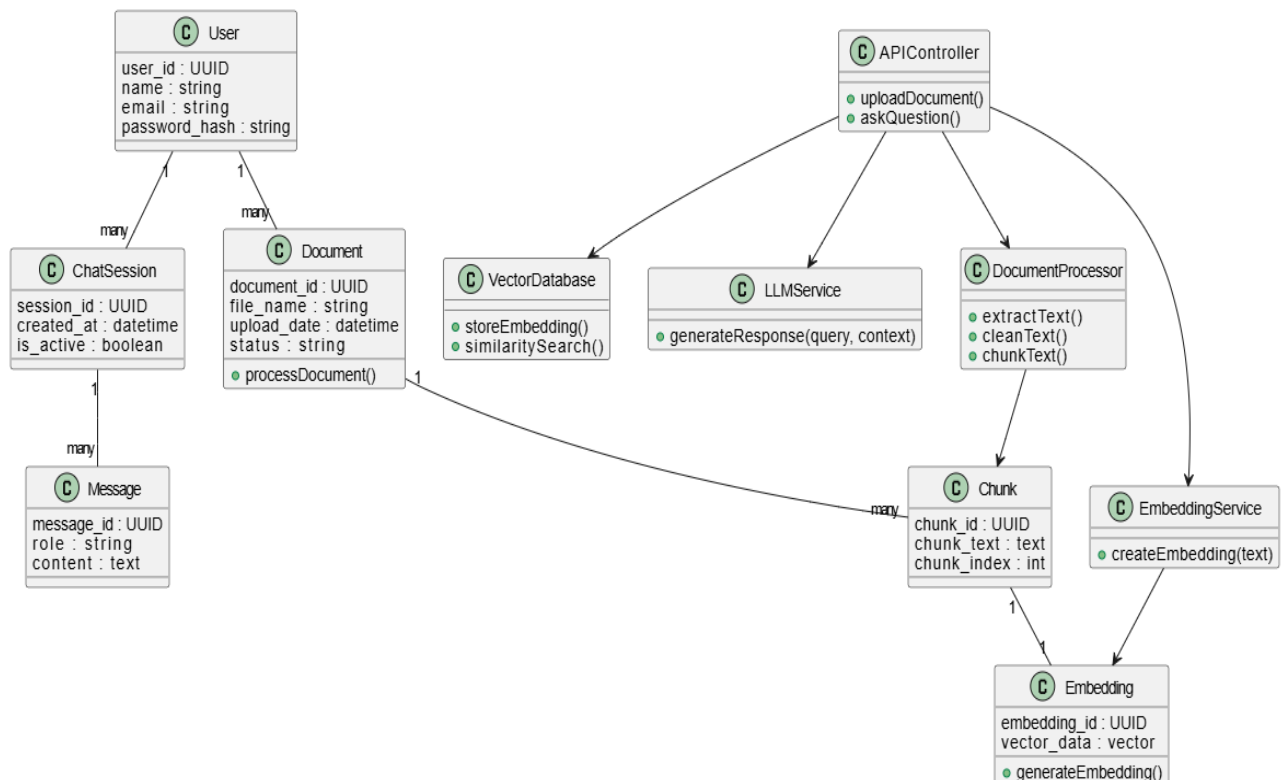 C User
user_id : UUID
name : string
email : string
password_hash : string
1
1
many
many
C ChatSession
session_id : UUID
created_at : datetime
is_active : boolean
1
many
C Message
message_id : UUID
role : string
content : text
C Document
document_id : UUID
file_name : string
upload_date : datetime
status : string
processDocument()
1
many
C APIController
uploadDocument()
askQuestion()
C VectorDatabase
storeEmbedding()
similaritySearch()
C LLMService
generateResponse(query, context)
C DocumentProcessor
extractText()
cleanText()
chunkText()
C Chunk
chunk_id : UUID
chunk_text : text
chunk_index : int
1
1
C EmbeddingService
createEmbedding(text)
C Embedding
embedding_id : UUID
vector_data : vector
generateEmbedding()